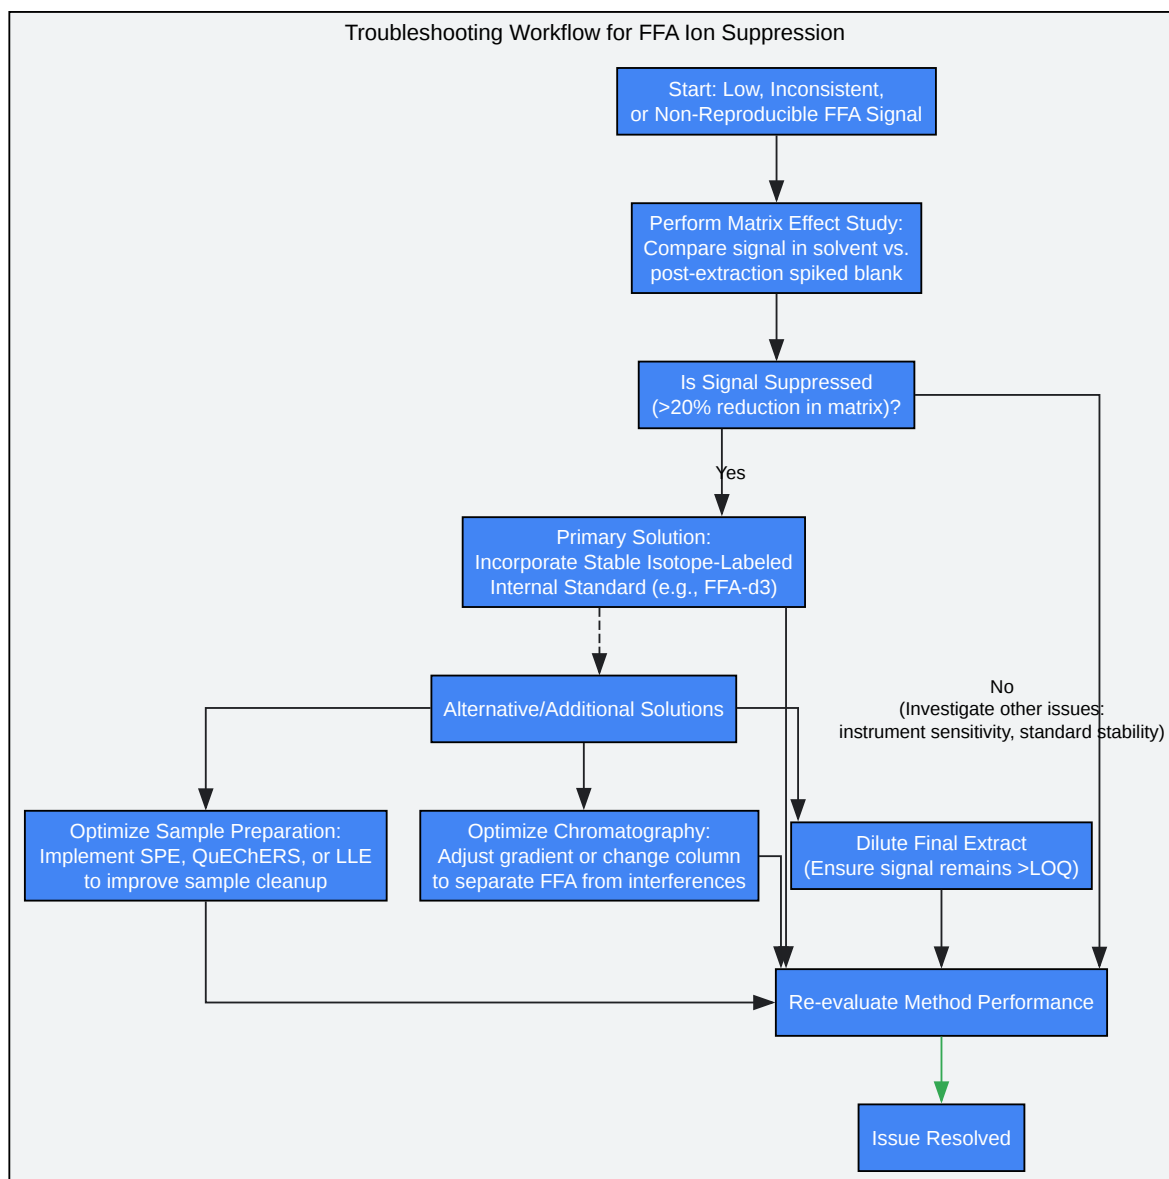 Troubleshooting Workflow for FFA Ion Suppression
Start: Low, Inconsistent,
or Non-Reproducible FFA Signal
Perform Matrix Effect Study:
Compare signal in solvent vs.
post-extraction spiked blank
Is Signal Suppressed
(>20% reduction in matrix)?
Yes
Primary Solution:
Incorporate Stable Isotope-Labeled
Internal Standard (e.g., FFA-d3)
No
(Investigate other issues:
instrument sensitivity, standard stability)
Alternative/Additional Solutions
Optimize Sample Preparation:
Implement SPE, QuEChERS, or LLE
to improve sample cleanup
Optimize Chromatography:
Adjust gradient or change column
to separate FFA from interferences
Dilute Final Extract
(Ensure signal remains >LOQ)
Re-evaluate Method Performance
Issue Resolved